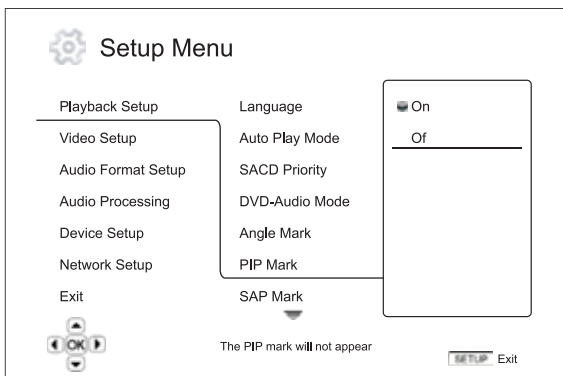 Setup Menu
Playback Setup
Video Setup
Audio Format Setup
Audio Processing
Device Setup
Network Setup
Exit
Language
Auto Play Mode
SACD Priority
DVD-Audio Mode
Angle Mark
PIP Mark
SAP Mark
On
Of
OK
The PIP mark will not appear
SETUP Exit